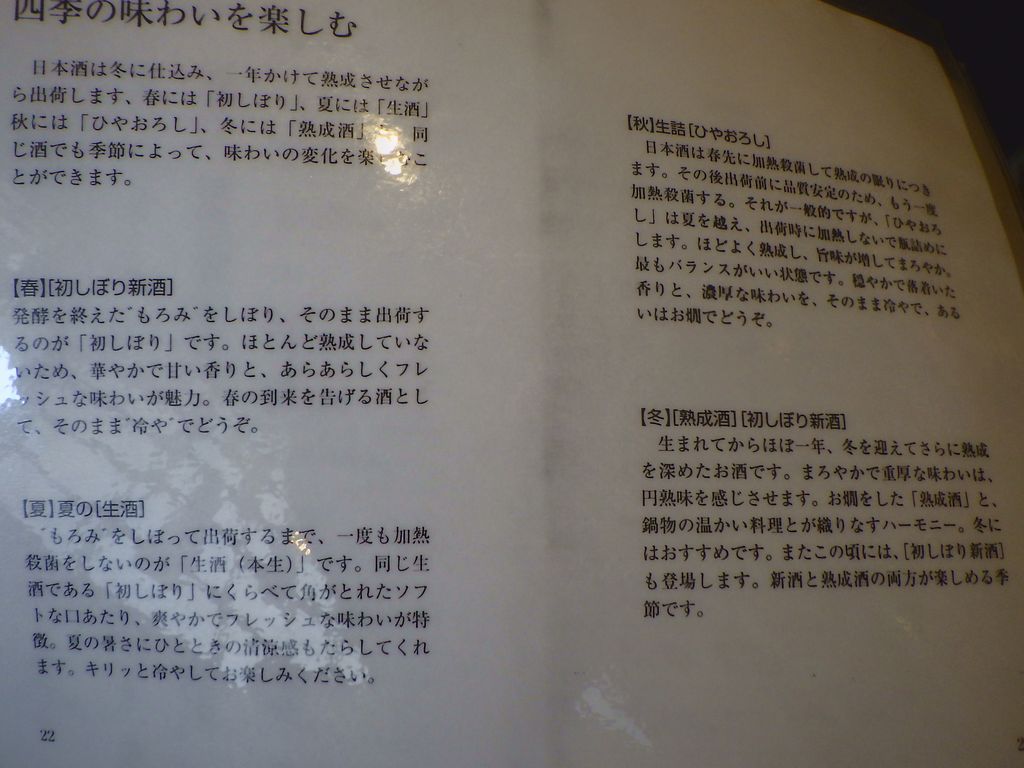 四季の味わいを楽しむ
日本酒は冬に仕込み、一年かけて熟成させなが
ら出荷します、春には「初しぼり」、夏には「生酒」
秋には「ひやおろし」、冬には「熟成酒」 同
じ酒でも季節によって、味わいの変化を楽しむこ
とができます。
【春】[初しぼり新酒]
発酵を終えた"もろみ"をしぼり、そのまま出荷す
るのが「初しぼり」です。ほとんど熟成していな
いため、華やかで甘い香りと、あらあらしくフレ
ッシュな味わいが魅力。春の到来を告げる酒とし
て、そのまま"冷や"でどうぞ。
【夏】夏の[生酒]
"もろみ"をしぼって出荷するまで、一度も加熱
殺菌をしないのが「生酒（本生）」です。同じ生
酒である「初しぼり」にくらべて角がとれたソフ
トな口あたり、爽やかでフレッシュな味わいが特
徴。夏の暑さにひとときの清涼感もたらしてくれ
ます。キリッと冷やしてお楽しみください。
22
【秋】生詰[ひやおろし]
日本酒は春先に加熱殺菌して熟成の眠りにつき
ます。その後出荷前に品質安定のため、もう一度
加熱殺菌する。それが一般的ですが、「ひやおろ
し」は夏を越え、出荷時に加熱しないで瓶詰めに
します。ほどよく熟成し、旨味が増してまろやか。
最もバランスがいい状態です。穏やかで落着いた
香りと、濃厚な味わいを、そのまま冷やで、ある
いはお燗でどうぞ。
【冬】[熟成酒][初しぼり新酒]
生まれてからほぼ一年、冬を迎えてさらに熟成
を深めたお酒です。まろやかで重厚な味わいは、
円熟味を感じさせます。お燗をした「熟成酒」と、
鍋物の温かい料理とが織りなすハーモニー。冬に
はおすすめです。またこの頃には、[初しぼり新酒]
も登場します。新酒と熟成酒の両方が楽しめる季
節です。